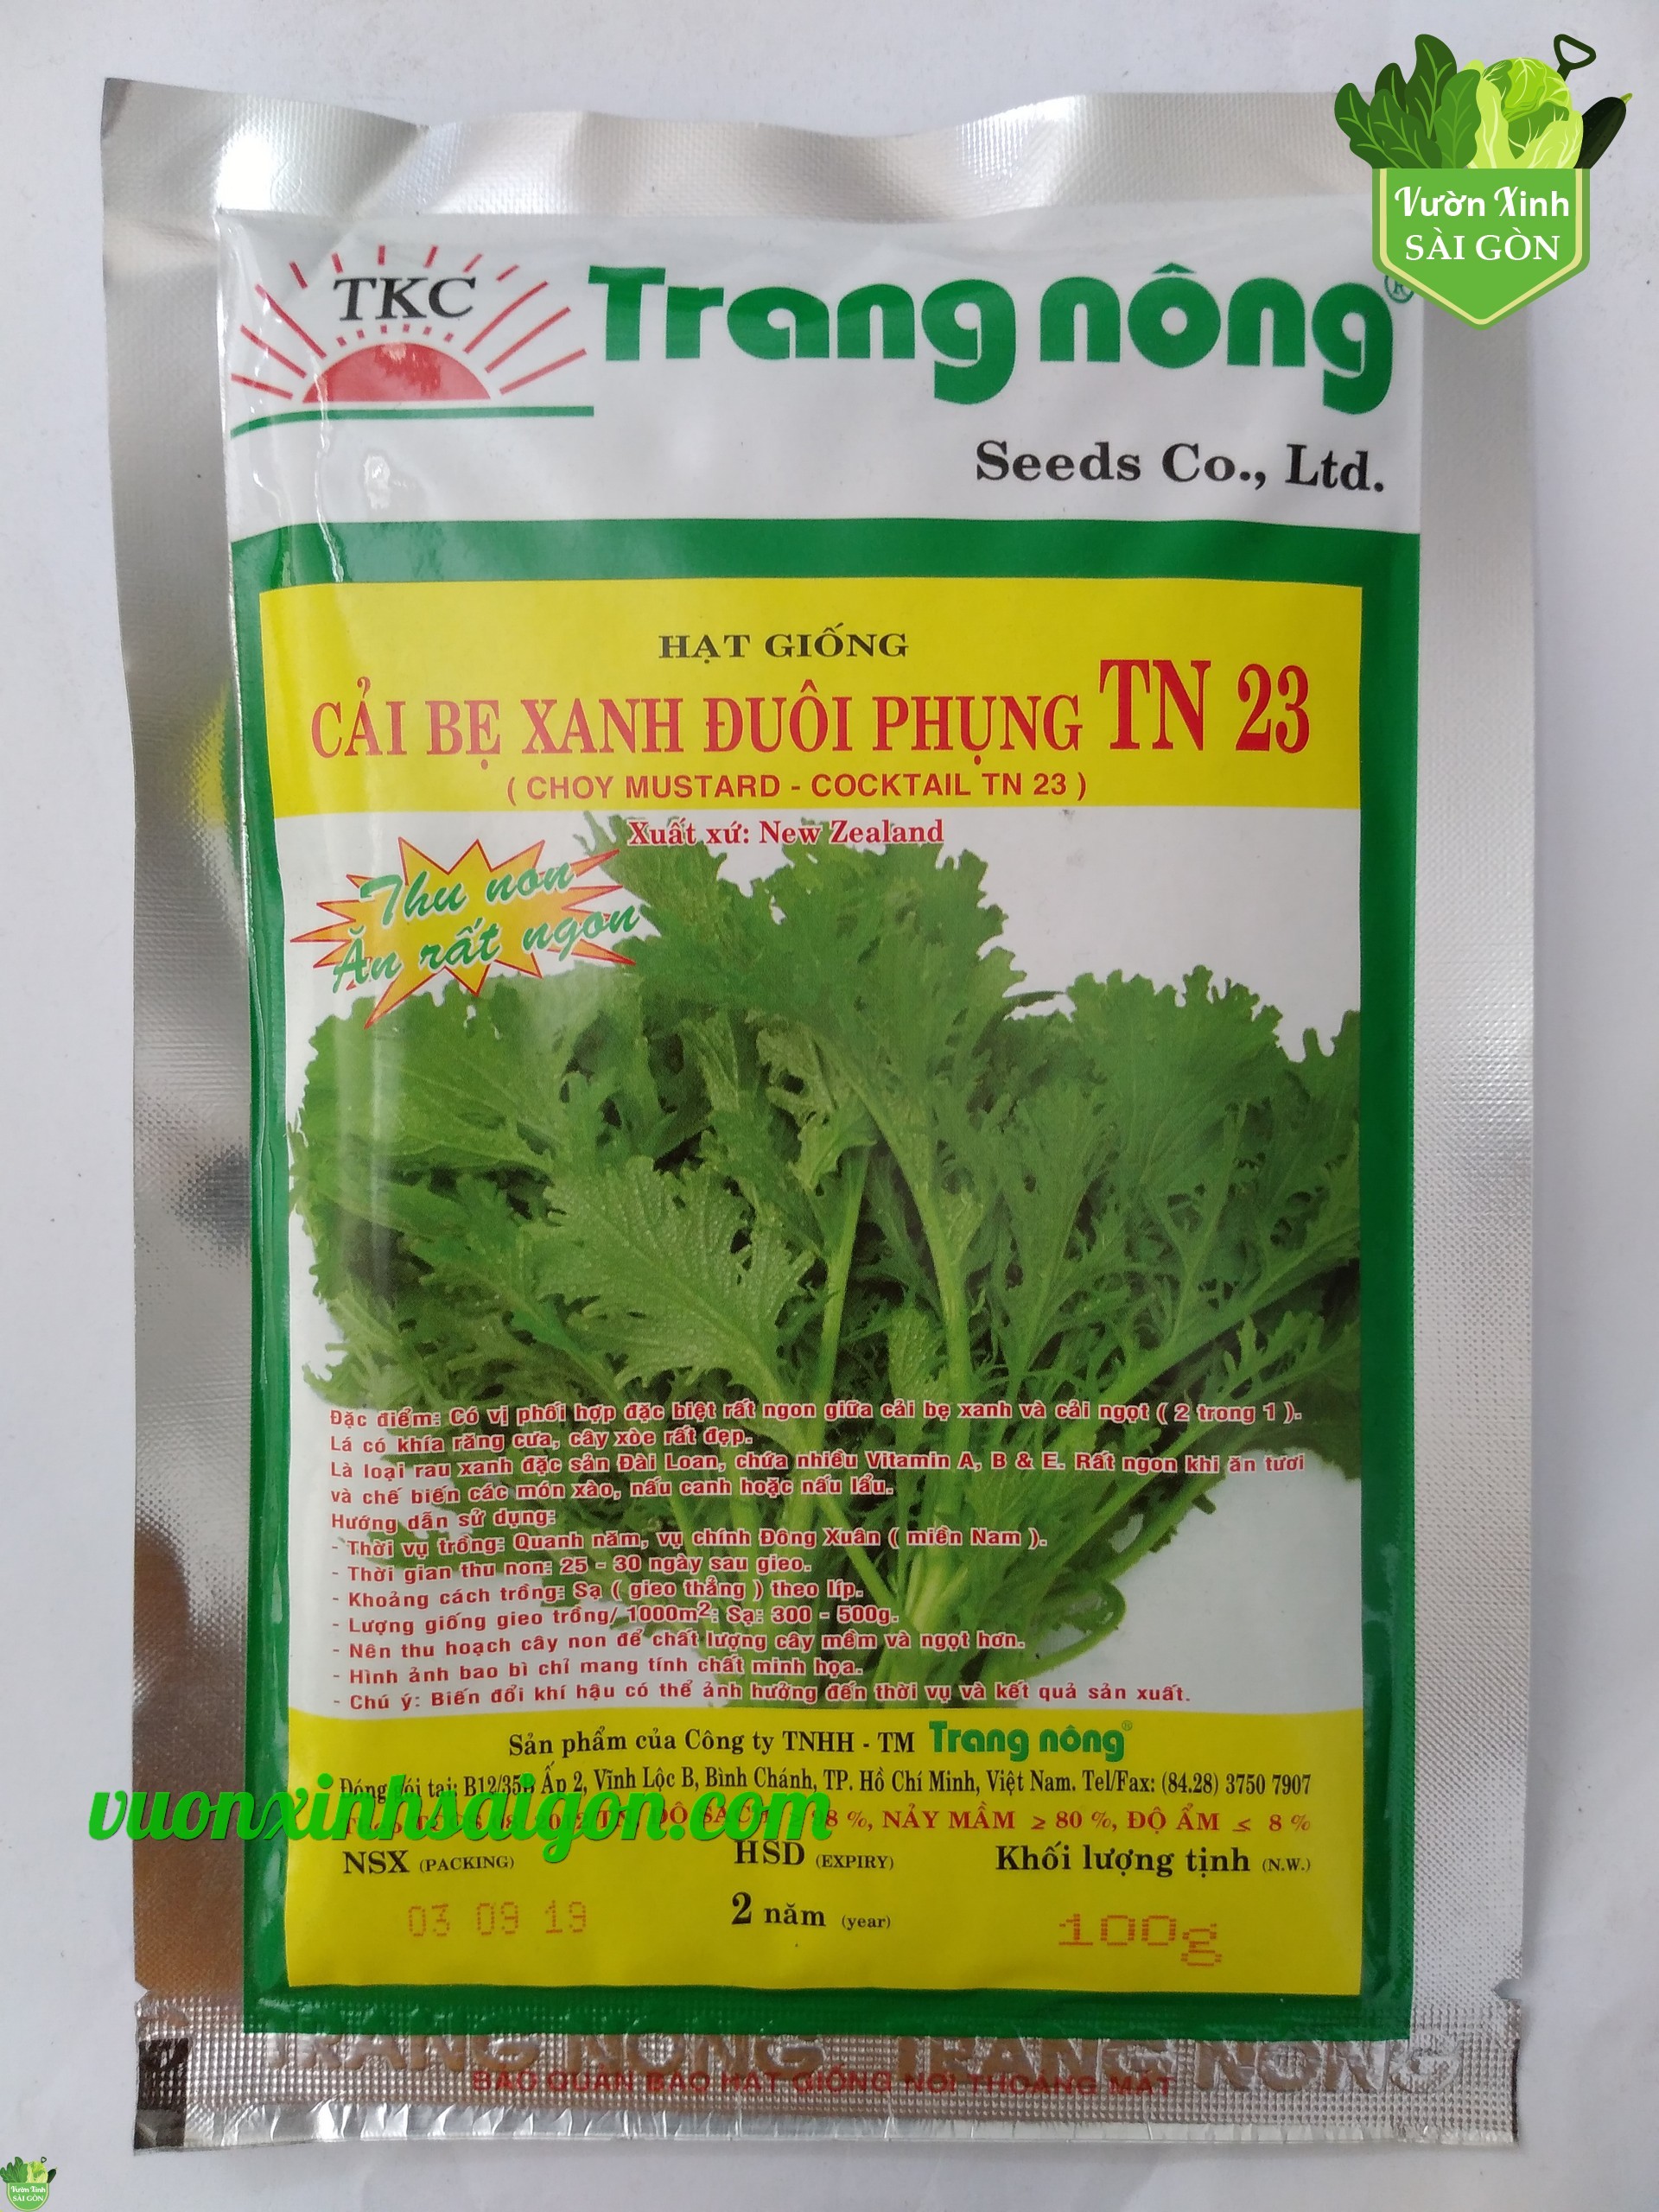 Vườn Xinh
SÀI GÒN
TKC
Trang nông®
Seeds Co., Ltd.
HẠT GIỐNG
CẢI BẸ XANH ĐUÔI PHỤNG TN 23
( CHOY MUSTARD - COCKTAIL TN 23 )
Xuất xứ: New Zealand
Thu non
Ăn rất ngon
Đặc điểm: Có vị phối hợp đặc biệt rất ngon giữa cải bẹ xanh và cải ngọt ( 2 trong 1 ).
Lá có khía răng cưa, cây xòe rất đẹp.
Là loại rau xanh đặc sản Đài Loan, chứa nhiều Vitamin A, B & E. Rất ngon khi ăn tươi
và chế biến các món xào, nấu canh hoặc nấu lẩu.
Hướng dẫn sử dụng:
- Thời vụ trồng: Quanh năm, vụ chính Đông Xuân ( miền Nam ).
- Thời gian thu non: 25 - 30 ngày sau gieo.
- Khoảng cách trồng: Sạ ( gieo thẳng ) theo líp.
- Lượng giống gieo trồng/ 1000m²: Sạ: 300 - 500g.
- Nên thu hoạch cây non để chất lượng cây mềm và ngọt hơn.
- Hình ảnh bao bì chỉ mang tính chất minh họa.
- Chú ý: Biến đổi khí hậu có thể ảnh hưởng đến thời vụ và kết quả sản xuất.
Sản phẩm của Công ty TNHH - TM Trang nông®
Đóng gói tại: B12/35B Ấp 2, Vĩnh Lộc B, Bình Chánh, TP. Hồ Chí Minh, Việt Nam. Tel/Fax: (84.28) 3750 7907
vuonxinhsaigon.com
ĐỘ SẠCH 98 %, NẢY MẦM ≥ 80 %, ĐỘ ẨM ≤ 8 %
NSX (PACKING) HSD (EXPIRY) Khối lượng tịnh (N.W.)
03 09 19 2 năm (year) 100g
TRANG NÔNG TRANG NÔNG
BẢO QUẢN BAO HẠT GIỐNG NƠI THOÁNG MÁT
Vườn Xinh
SÀI GÒN